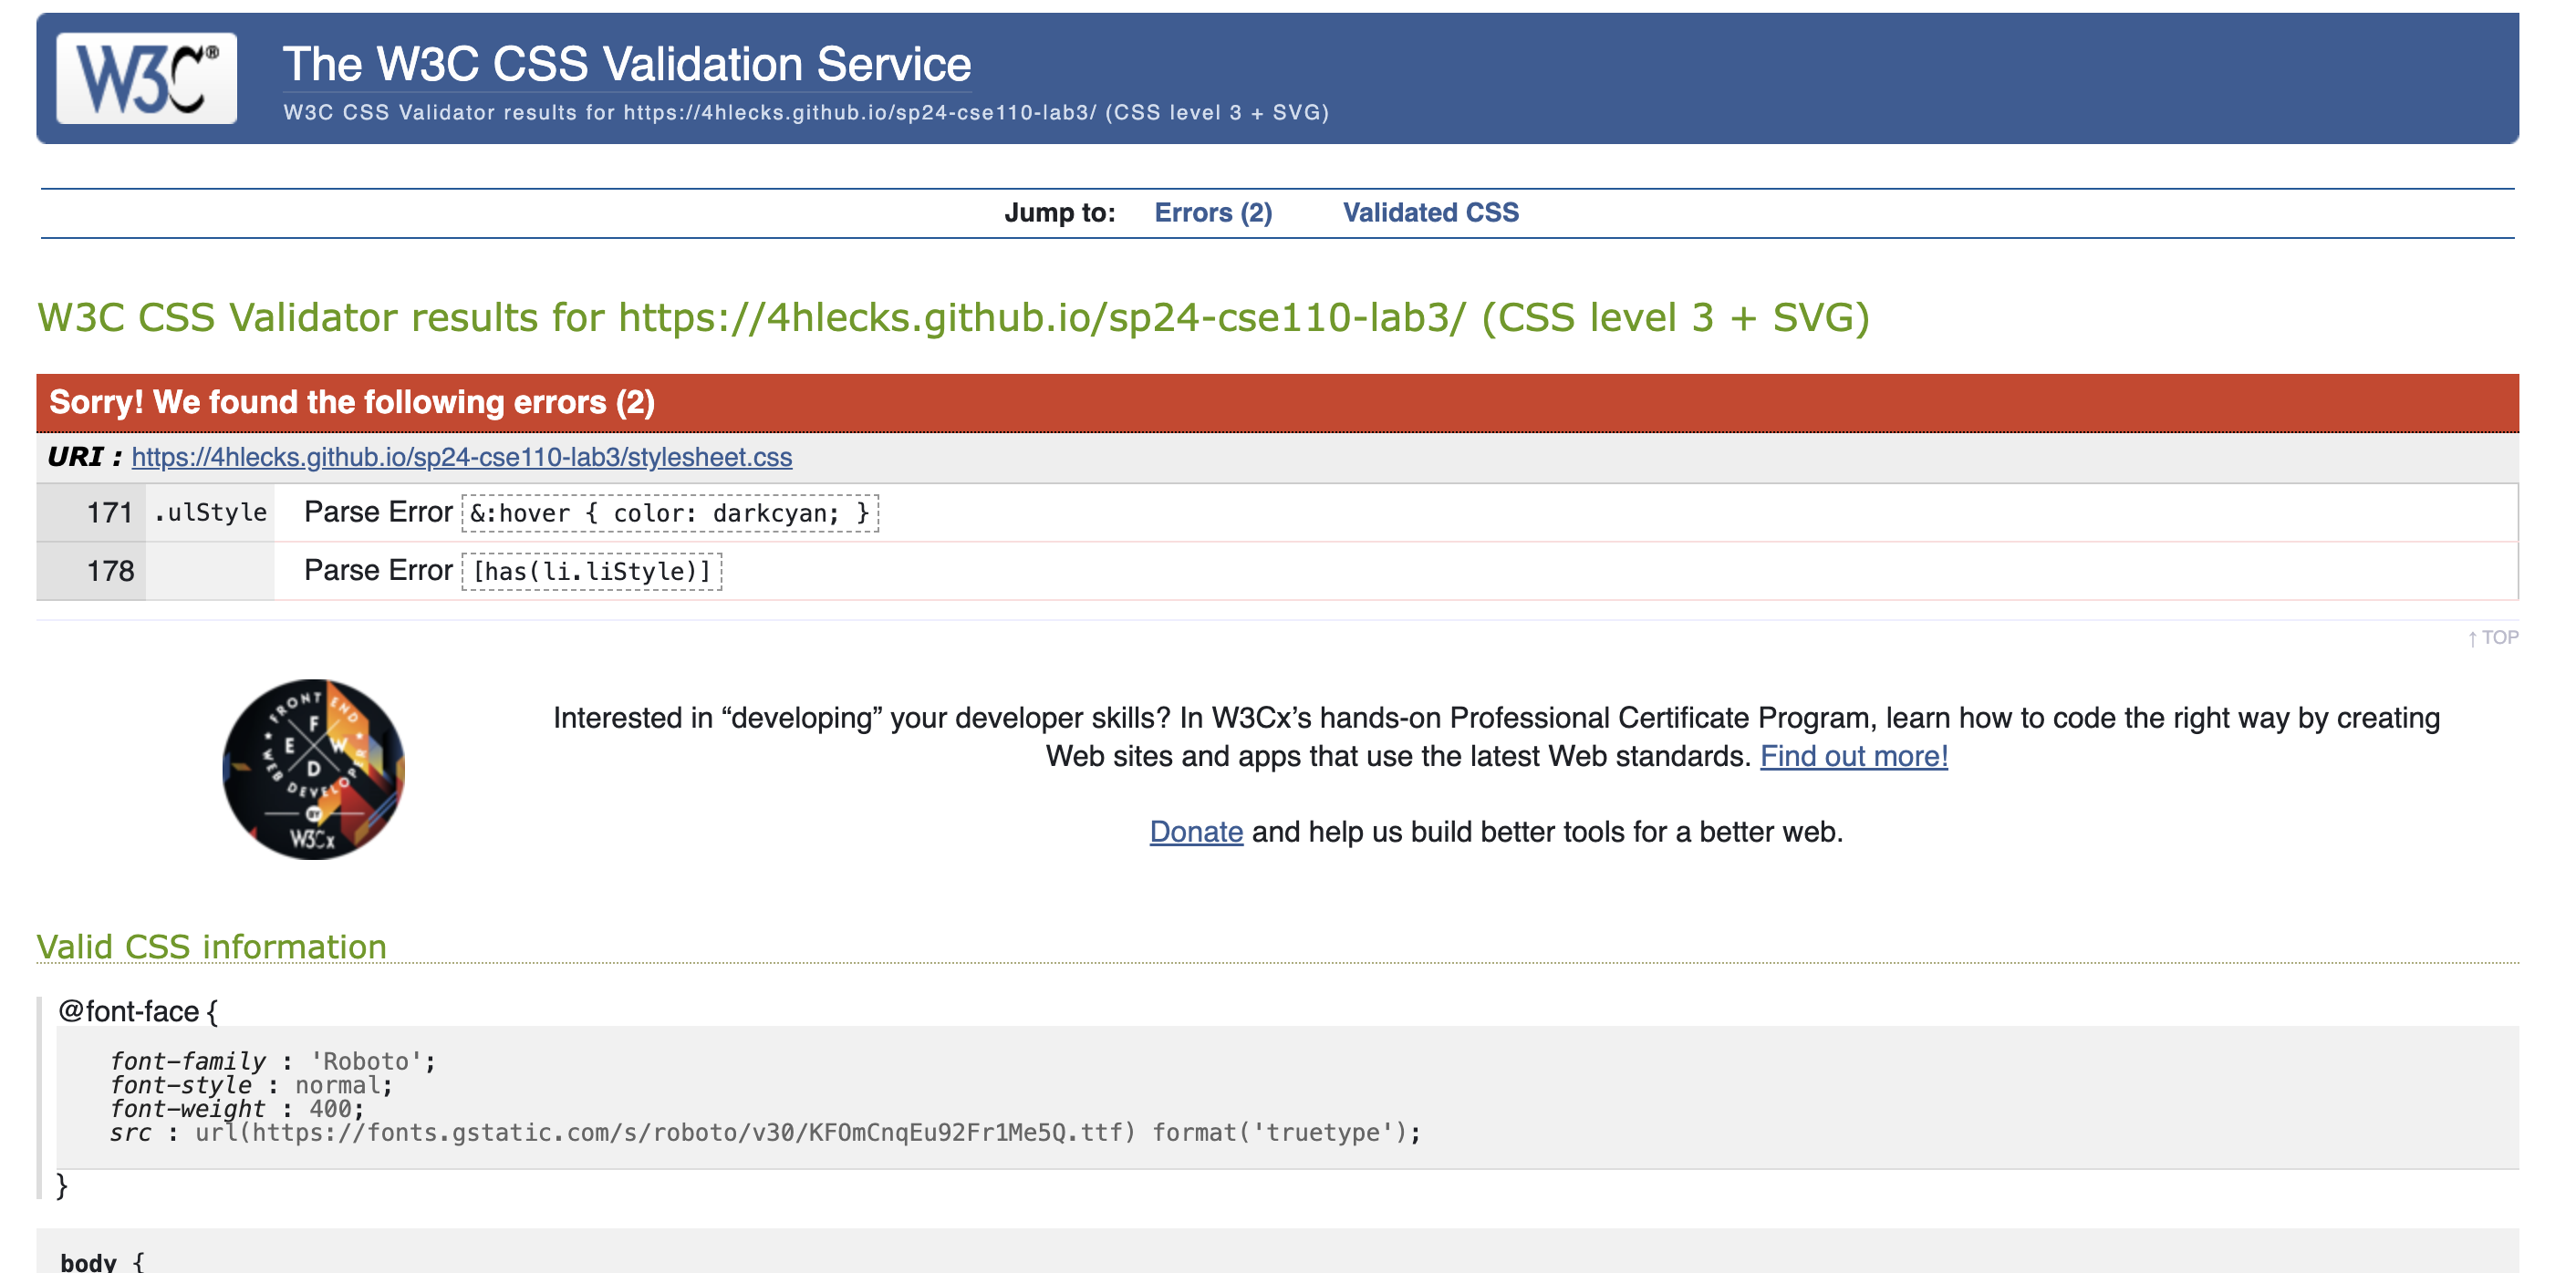 W3C®
The W3C CSS Validation Service
W3C CSS Validator results for https://4hlecks.github.io/sp24-cse110-lab3/ (CSS level 3 + SVG)
Jump to: Errors (2) Validated CSS
W3C CSS Validator results for https://4hlecks.github.io/sp24-cse110-lab3/ (CSS level 3 + SVG)
Sorry! We found the following errors (2)
URI : https://4hlecks.github.io/sp24-cse110-lab3/stylesheet.css
171 .ulStyle Parse Error &:hover { color: darkcyan; }
178 Parse Error [has(li.liStyle)]
↑ TOP
FRONT END
F E W D
WEB DEVELOPER
BY
W3Cx
Interested in “developing” your developer skills? In W3Cx’s hands-on Professional Certificate Program, learn how to code the right way by creating
Web sites and apps that use the latest Web standards. Find out more!
Donate and help us build better tools for a better web.
Valid CSS information
@font-face {
font-family : 'Roboto';
font-style : normal;
font-weight : 400;
src : url(https://fonts.gstatic.com/s/roboto/v30/KFOmCnqEu92Fr1Me5Q.ttf) format('truetype');
}
body {